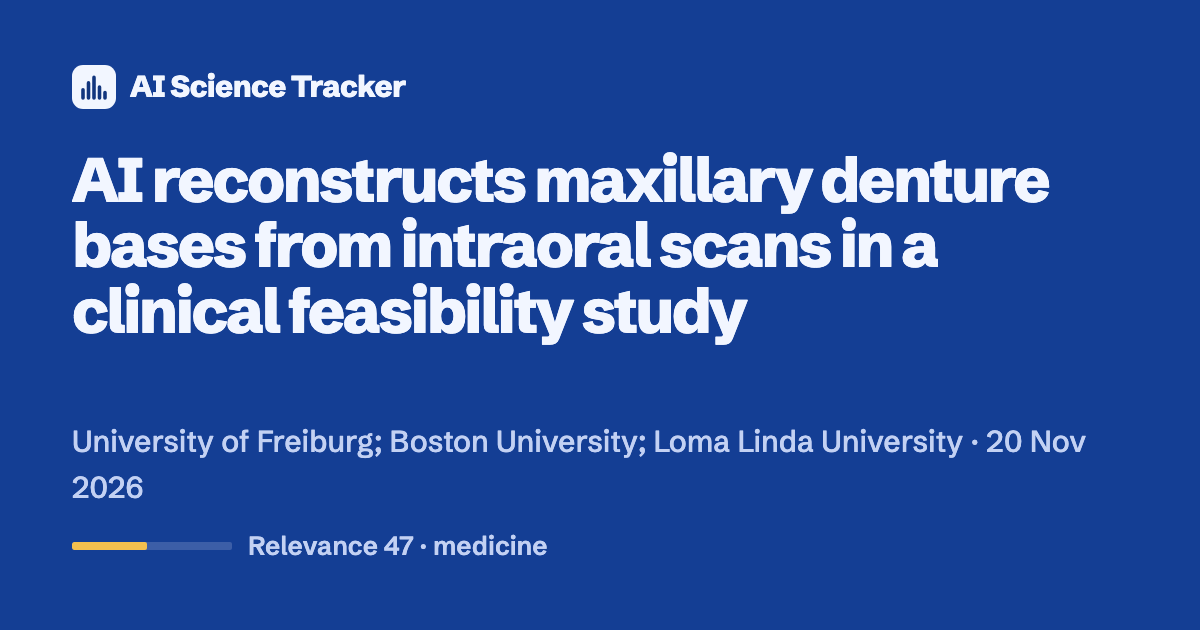 AI Science Tracker
AI reconstructs maxillary denture
bases from intraoral scans in a
clinical feasibility study
University of Freiburg; Boston University; Loma Linda University · 20 Nov
2026
Relevance 47 · medicine